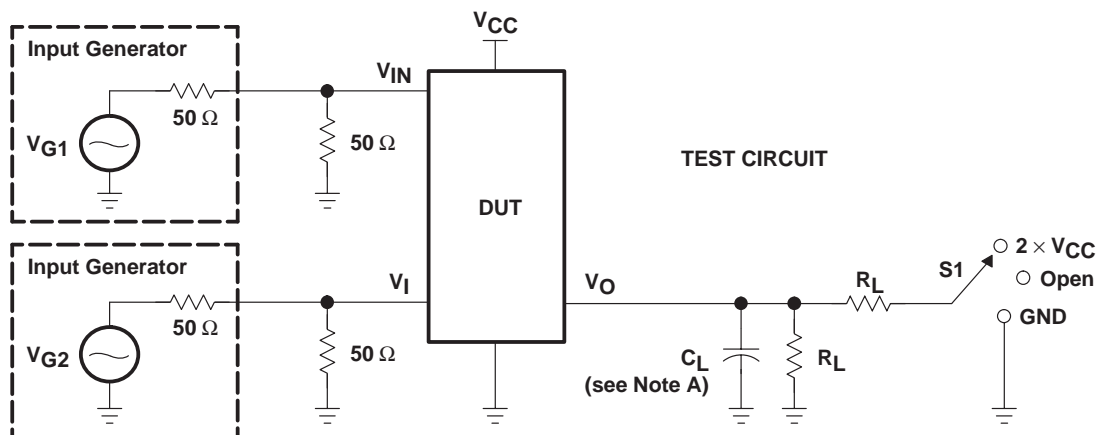 V_CC
Input Generator
V_IN
50 Ω
V_G1
50 Ω
TEST CIRCUIT
DUT
Input Generator
V_I
V_O
50 Ω
V_G2
50 Ω
R_L
S1
2 × V_CC
Open
GND
C_L
(see Note A)
R_L